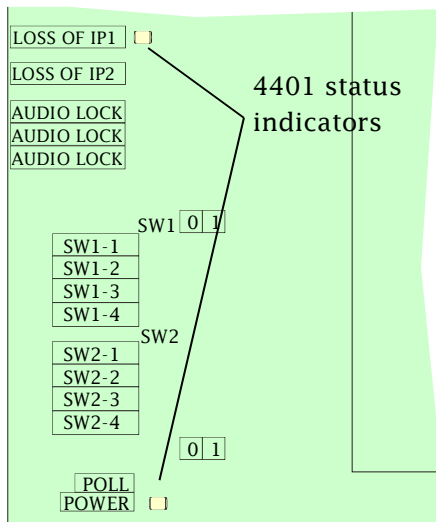 LOSS OF IP1
LOSS OF IP2
4401 status
indicators
AUDIO LOCK
AUDIO LOCK
AUDIO LOCK
SW1 0 1
SW1-1
SW1-2
SW1-3
SW1-4
SW2
SW2-1
SW2-2
SW2-3
SW2-4
0 1
POLL
POWER